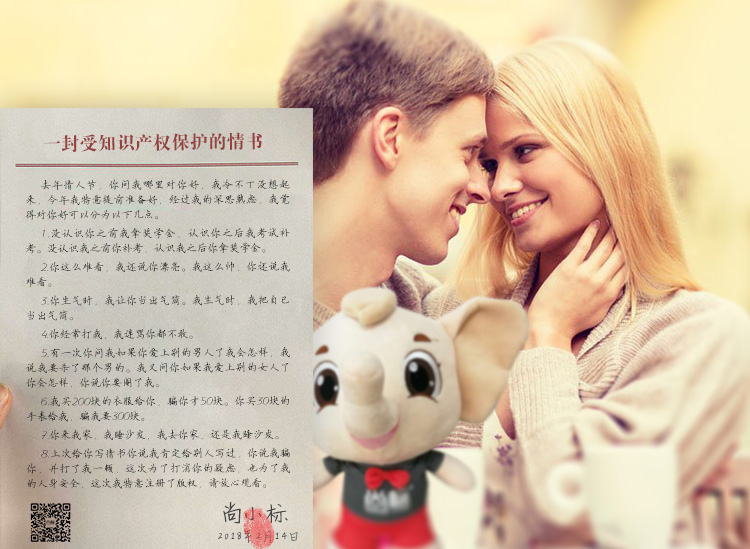 一封受知识产权保护的情书
去年情人节，你问我哪里对你好，我冷不丁没想起
来，今年我特意提前准备好，经过我的深思熟虑，我觉
得对你好可以分为以下几点。
1.没认识你之前我拿奖学金，认识你之后我考试补
考。没认识我之前你补考，认识我之后你拿奖学金。
2.你这么难看，我还说你漂亮。我这么帅，你还说我
难看。
3.你生气时，我让你当出气筒。我生气时，我把自己
当出气筒。
4.你经常打我，我连骂你都不敢。
5.有一次你问我如果你爱上别的男人了我会怎样，我
说我要杀了那个男的。我又问你如果我爱上别的女人了
你会怎样，你说你要阉了我。
6.我买200块的衣服给你，骗你才50块。你买30块的
手表给我，骗我要300块。
7.你来我家，我睡沙发，我去你家，还是我睡沙发。
8.上次给你写情书你说我肯定给别人写过，你说我骗
你，并打了我一顿，这次为了打消你的疑虑，也为了我
的人身安全，这次我特意注册了版权，请放心观看。
尚小标
2018年2月14日